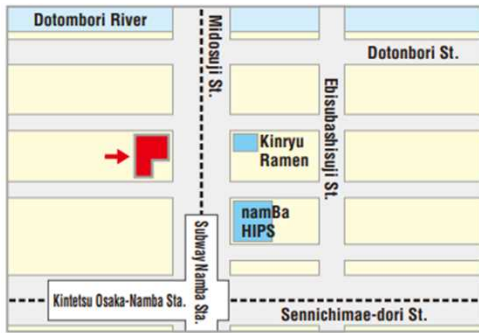 Dotombori River
Midosuji St.
Dotonbori St.
Ebisubashisuji St.
Kinryu
Ramen
namBa
HIPS
Subway Namba Sta.
Kintetsu Osaka-Namba Sta.
Sennichimae-dori St.